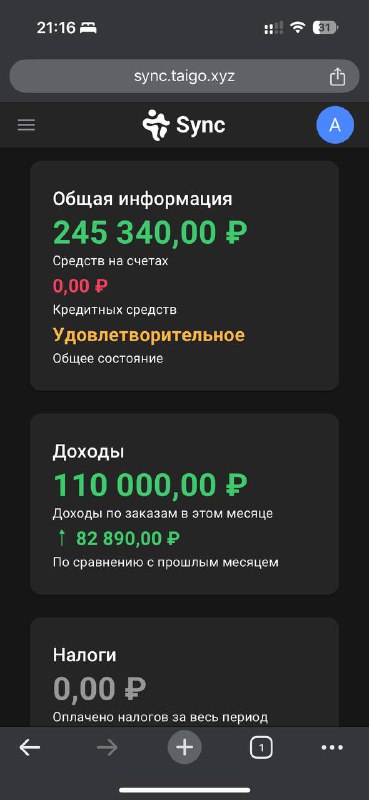 21:16
31
sync.taigo.xyz
Sync
A
Общая информация
245 340,00 ₽
Средств на счетах
0,00 ₽
Кредитных средств
Удовлетворительное
Общее состояние
Доходы
110 000,00 ₽
Доходы по заказам в этом месяце
↑ 82 890,00 ₽
По сравнению с прошлым месяцем
Налоги
0,00 ₽
Оплачено налогов за весь период
1